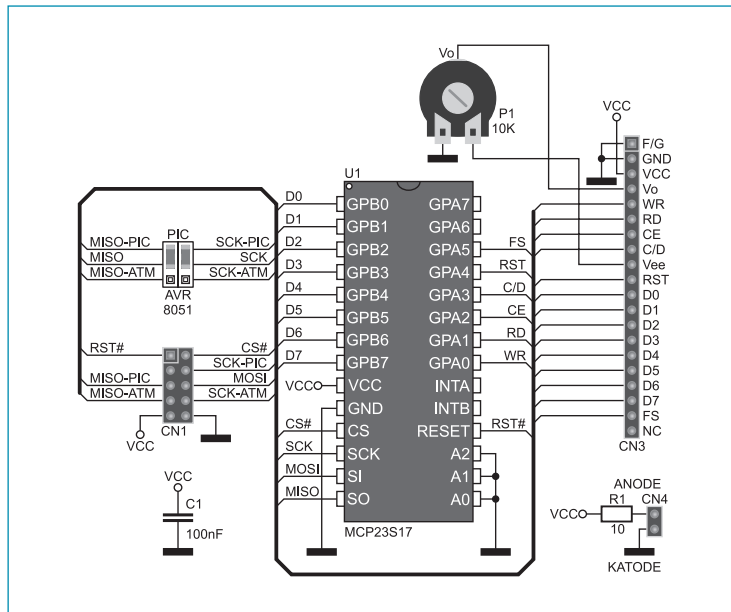 Vo
P1
10K
VCC
F/G
GND
VCC
Vo
WR
RD
CE
C/D
Vee
RST
D0
D1
D2
D3
D4
D5
D6
D7
FS
NC
CN3
U1
D0 GPB0 GPA7
D1 GPB1 GPA6
D2 GPB2 GPA5 FS
D3 GPB3 GPA4 RST
D4 GPB4 GPA3 C/D
D5 GPB5 GPA2 CE
D6 GPB6 GPA1 RD
D7 GPB7 GPA0 WR
VCC VCC INTA
GND INTB
CS# CS RESET RST#
SCK SCK A2
MOSI SI A1
MISO SO A0
MCP23S17
PIC
MISO-PIC SCK-PIC
MISO SCK
MISO-ATM SCK-ATM
AVR
8051
RST# CS#
SCK-PIC
MISO-PIC MOSI
MISO-ATM SCK-ATM
VCC CN1
VCC
C1
100nF
ANODE
R1 CN4
VCC
10
KATODE